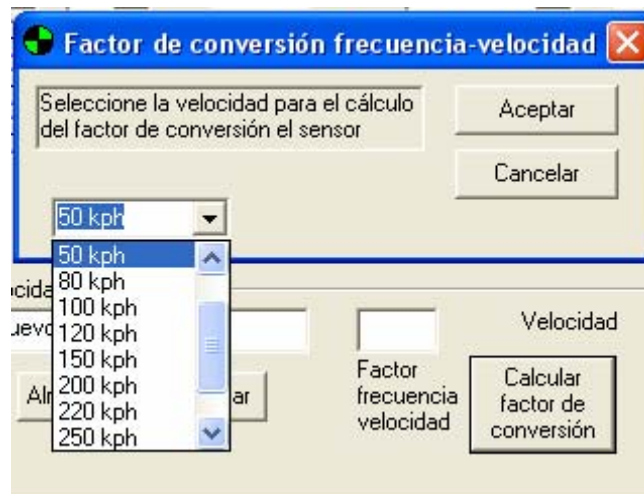 Factor de conversión frecuencia-velocidad
Seleccione la velocidad para el cálculo
del factor de conversión el sensor
Aceptar
Cancelar
50 kph
50 kph
80 kph
100 kph
120 kph
150 kph
200 kph
220 kph
250 kph
Velocidad
Factor
frecuencia
velocidad
Calcular
factor de
conversión